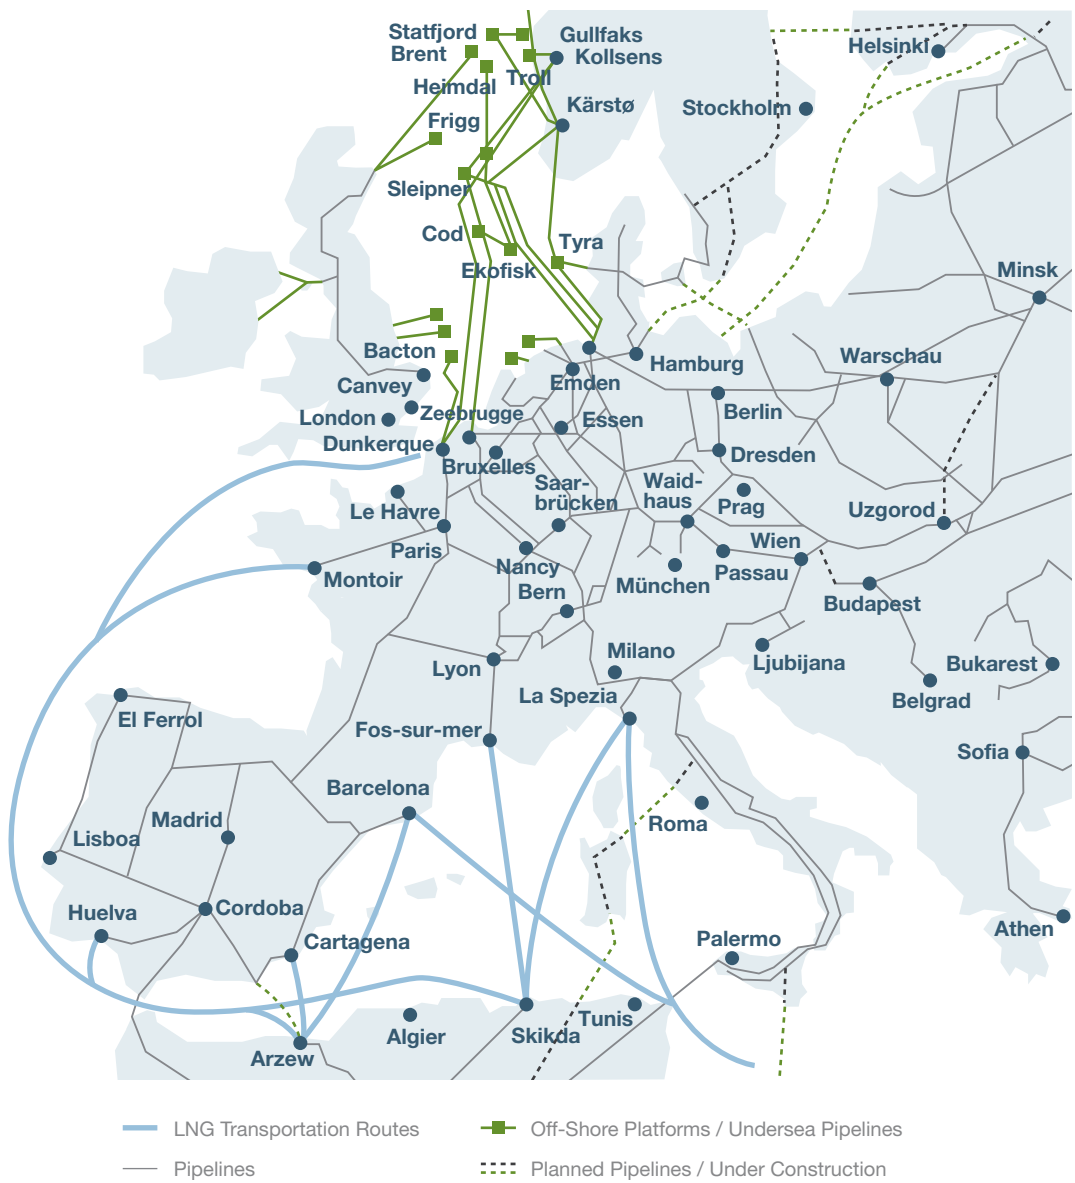 Statfjord
Gullfaks
Brent
Kollsens
Helsinki
Heimdal
Troll
Kärstø
Stockholm
Frigg
Sleipner
Cod
Tyra
Ekofisk
Minsk
Bacton
Hamburg
Warschau
Canvey
Emden
London
Zeebrugge
Essen
Berlin
Dunkerque
Bruxelles
Dresden
Saar-
brücken
Waid-
haus
Prag
Le Havre
Uzgorod
Paris
Nancy
Wien
Montoir
Bern
München
Passau
Budapest
Lyon
Milano
Ljubijana
Bukarest
La Spezia
Belgrad
El Ferrol
Fos-sur-mer
Sofia
Barcelona
Madrid
Roma
Lisboa
Huelva
Cordoba
Cartagena
Palermo
Athen
Algier
Skikda
Tunis
Arzew
LNG Transportation Routes
Off-Shore Platforms / Undersea Pipelines
Pipelines
Planned Pipelines / Under Construction